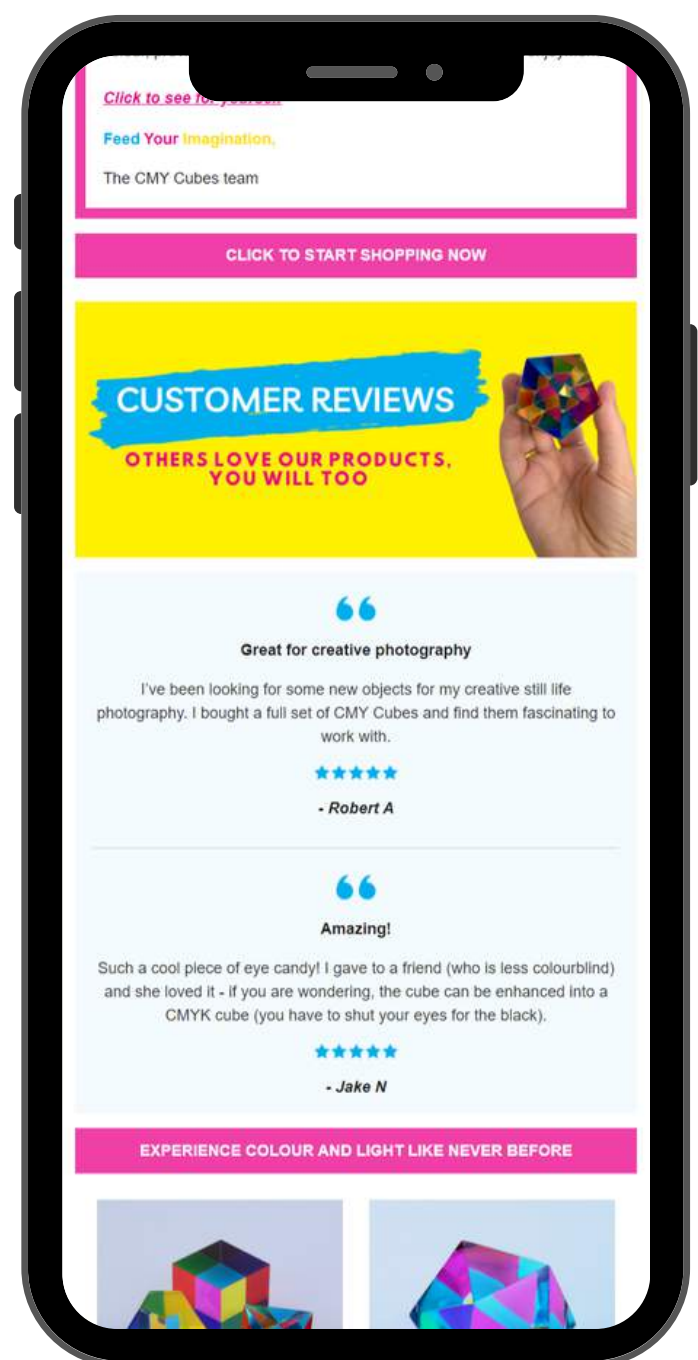 Click to see for yourself
Feed Your Imagination,
The CMY Cubes team
CLICK TO START SHOPPING NOW
CUSTOMER REVIEWS
OTHERS LOVE OUR PRODUCTS,
YOU WILL TOO
Great for creative photography
I've been looking for some new objects for my creative still life
photography. I bought a full set of CMY Cubes and find them fascinating to
work with.
- Robert A
Amazing!
Such a cool piece of eye candy! I gave to a friend (who is less colourblind)
and she loved it - if you are wondering, the cube can be enhanced into a
CMYK cube (you have to shut your eyes for the black).
- Jake N
EXPERIENCE COLOUR AND LIGHT LIKE NEVER BEFORE